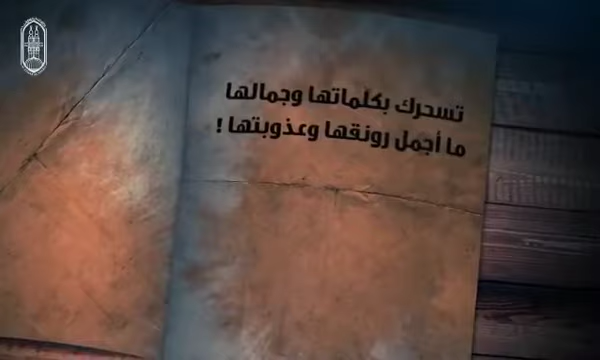 تسحرك بكلماتها وجمالها
ما أجمل رونقها وعذوبتها !